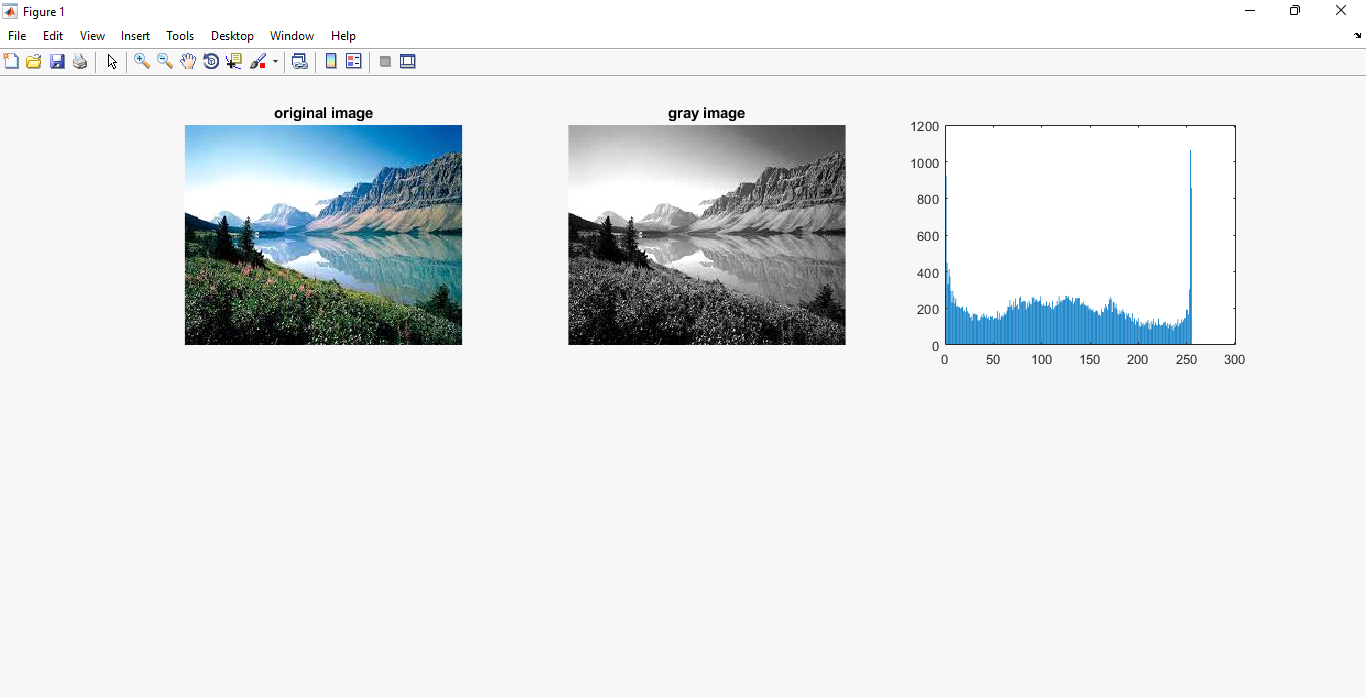 Figure 1
File Edit View Insert Tools Desktop Window Help
original image
gray image
1200
1000
800
600
400
200
0
0 50 100 150 200 250 300